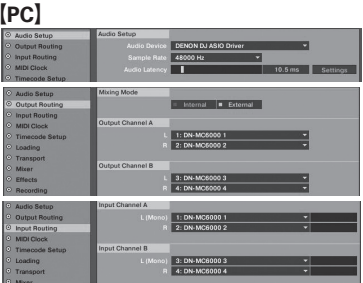 [PC]
Audio Setup
Output Routing
Input Routing
MIDI Clock
Timecode Setup
Audio Setup
Audio Device DENON DJ ASIO Driver
Sample Rate 48000 Hz
Audio Latency 10.5 ms Settings
Audio Setup
Output Routing
Input Routing
MIDI Clock
Timecode Setup
Loading
Transport
Mixer
Effects
Recording
Mixing Mode
Internal External
Output Channel A
L 1: DN-MC6000 1
R 2: DN-MC6000 2
Output Channel B
L 3: DN-MC6000 3
R 4: DN-MC6000 4
Audio Setup
Output Routing
Input Routing
MIDI Clock
Timecode Setup
Loading
Transport
Mixer
Input Channel A
L (Mono) 1: DN-MC6000 1
R 2: DN-MC6000 2
Input Channel B
L (Mono) 3: DN-MC6000 3
R 4: DN-MC6000 4